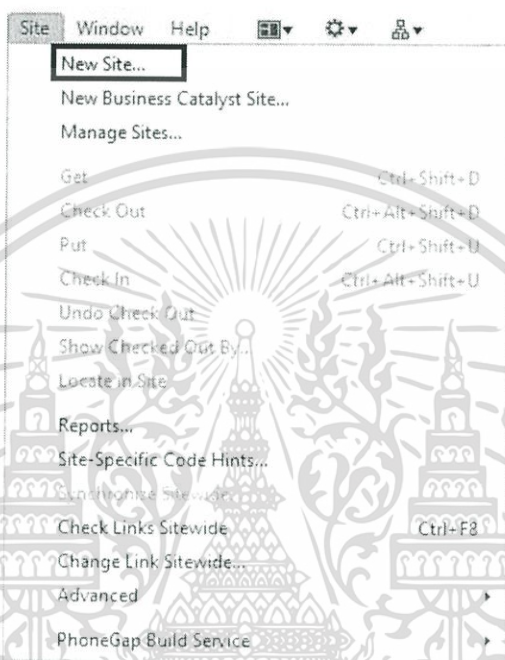 Site Window Help
New Site...
New Business Catalyst Site...
Manage Sites...
Get Ctrl+Shift+D
Check Out Ctrl+Alt+Shift+D
Put Ctrl+Shift+U
Check In Ctrl+Alt+Shift+U
Undo Check Out
Show Checked Out By...
Locate in Site
Reports...
Site-Specific Code Hints...
Synchronize Sitewide...
Check Links Sitewide Ctrl+F8
Change Link Sitewide...
Advanced
PhoneGap Build Service